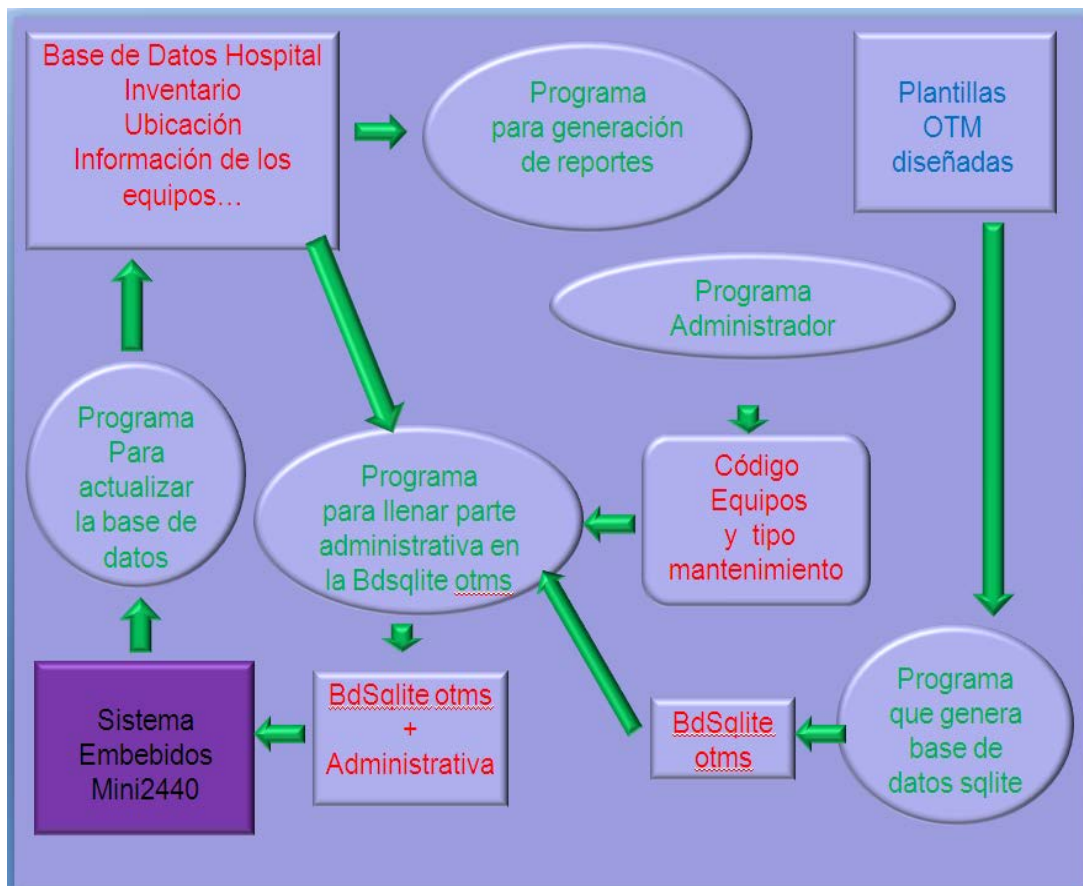 Base de Datos Hospital
Inventario
Ubicación
Información de los
equipos…
Programa
para generación
de reportes
Plantillas
OTM
diseñadas
Programa
Administrador
Programa
Para
actualizar
la base de
datos
Programa
para llenar parte
administrativa en
la Bdsqlite otms
Código
Equipos
y tipo
mantenimiento
Sistema
Embebidos
Mini2440
BdSqlite otms
+
Administrativa
BdSqlite
otms
Programa
que genera
base de
datos sqlite